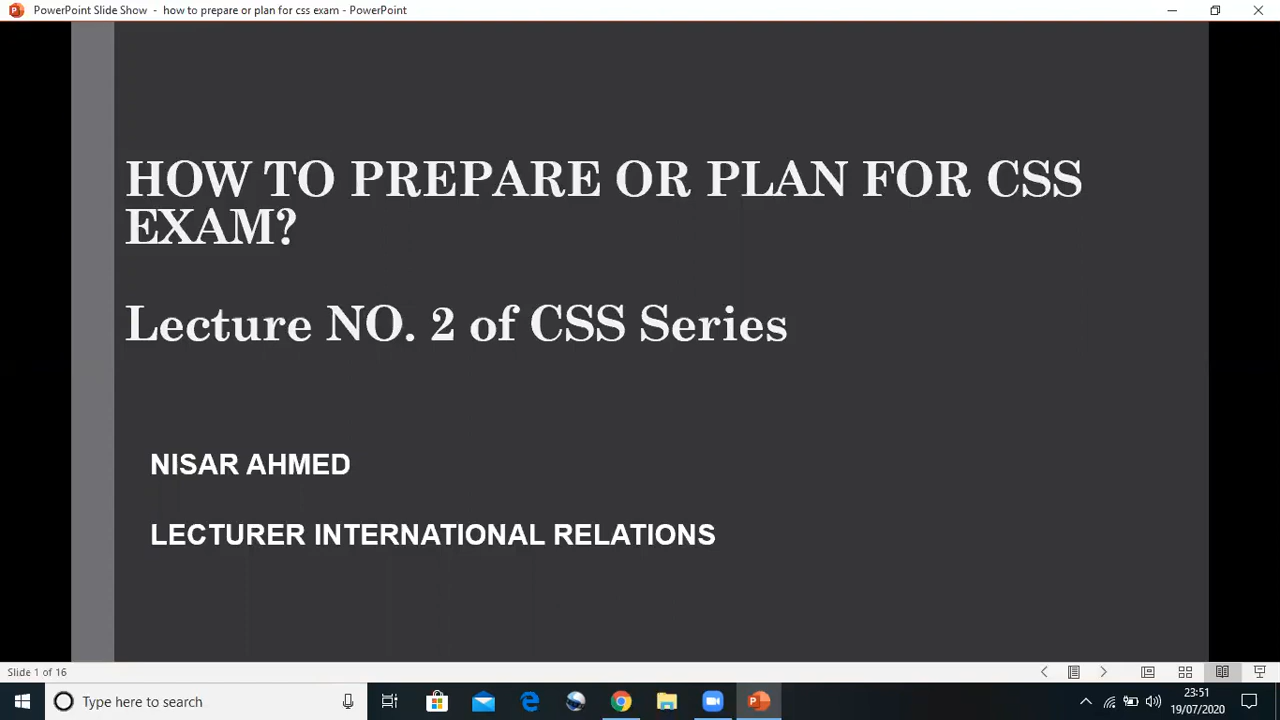 PowerPoint Slide Show - how to prepare or plan for css exam - PowerPoint
HOW TO PREPARE OR PLAN FOR CSS
EXAM?
Lecture NO. 2 of CSS Series
NISAR AHMED
LECTURER INTERNATIONAL RELATIONS
Slide 1 of 16
Type here to search
23:51
19/07/2020